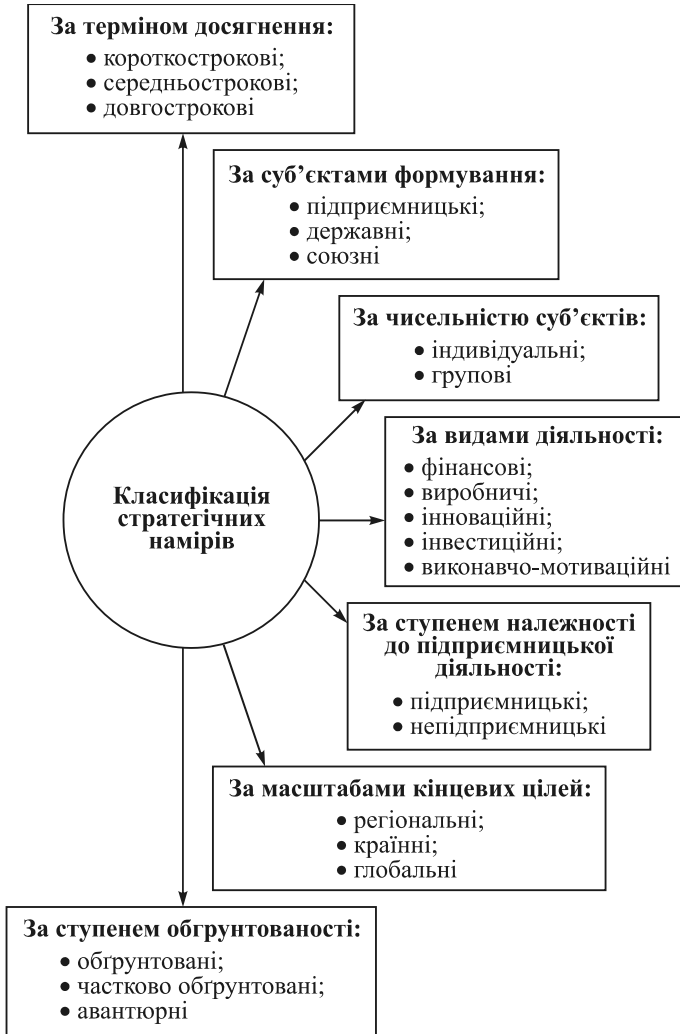 За терміном досягнення:
• короткострокові;
• середньострокові;
• довгострокові
За суб’єктами формування:
• підприємницькі;
• державні;
• союзні
За чисельністю суб’єктів:
• індивідуальні;
• групові
За видами діяльності:
• фінансові;
• виробничі;
• інноваційні;
• інвестиційні;
• виконавчо-мотиваційні
Класифікація
стратегічних
намірів
За ступенем належності
до підприємницької
діяльності:
• підприємницькі;
• непідприємницькі
За масштабами кінцевих цілей:
• регіональні;
• країнні;
• глобальні
За ступенем обгрунтованості:
• обґрунтовані;
• частково обґрунтовані;
• авантюрні